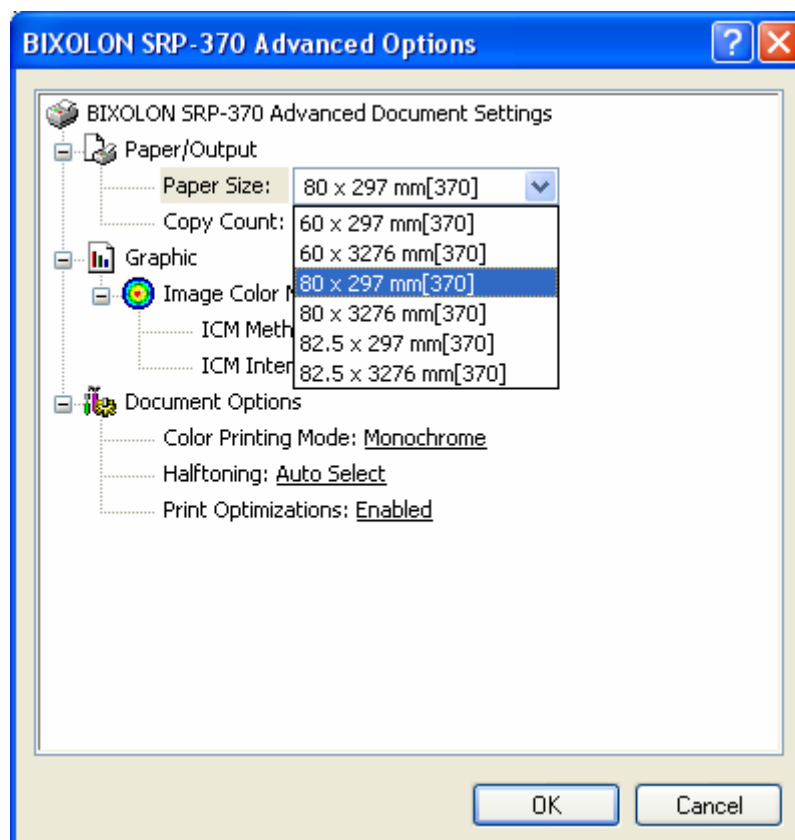 BIXOLON SRP-370 Advanced Options
BIXOLON SRP-370 Advanced Document Settings
Paper/Output
Paper Size: 80 x 297 mm[370]
Copy Count:
60 x 297 mm[370]
60 x 3276 mm[370]
80 x 297 mm[370]
80 x 3276 mm[370]
82.5 x 297 mm[370]
82.5 x 3276 mm[370]
Graphic
Image Color
ICM Meth
ICM Inter
Document Options
Color Printing Mode: Monochrome
Halftoning: Auto Select
Print Optimizations: Enabled
OK
Cancel